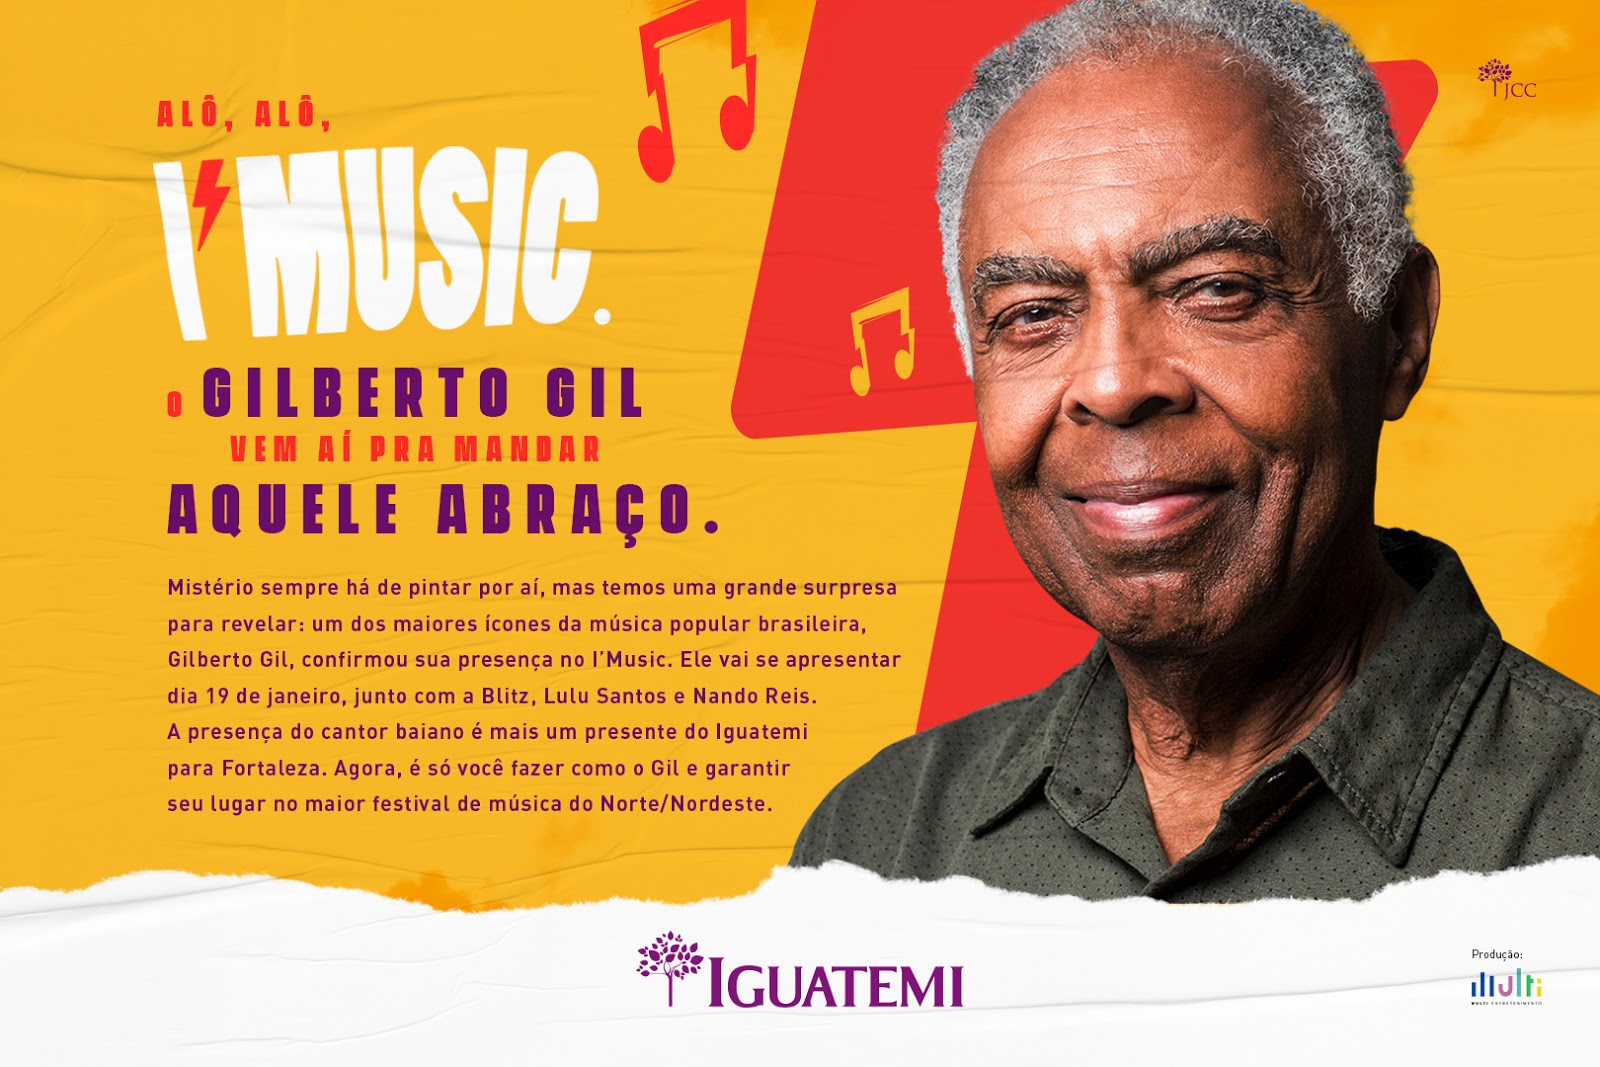 ALÔ, ALÔ,
I'MUSIC.
O GILBERTO GIL
VEM AÍ PRA MANDAR
AQUELE ABRAÇO.
Mistério sempre há de pintar por aí, mas temos uma grande surpresa
para revelar: um dos maiores ícones da música popular brasileira,
Gilberto Gil, confirmou sua presença no I’Music. Ele vai se apresentar
dia 19 de janeiro, junto com a Blitz, Lulu Santos e Nando Reis.
A presença do cantor baiano é mais um presente do Iguatemi
para Fortaleza. Agora, é só você fazer como o Gil e garantir
seu lugar no maior festival de música do Norte/Nordeste.
JCC
IGUATEMI
Produção:
Multi
MULTI ENTRETENIMENTO